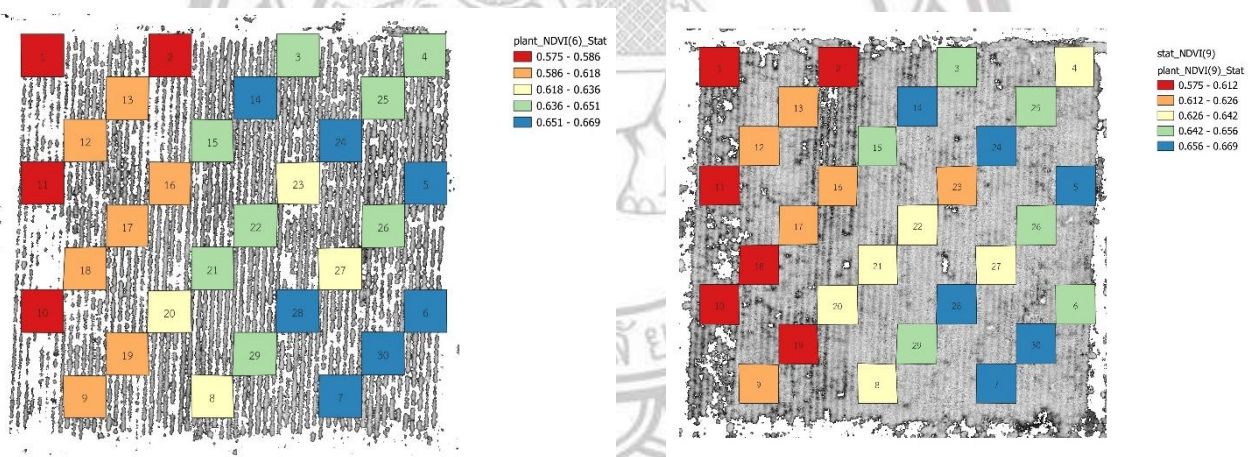 plant_NDVI(6)_Stat
0.575 - 0.586
0.586 - 0.618
0.618 - 0.636
0.636 - 0.651
0.651 - 0.669
1 2 3 4
13 14 25
12 15 24
11 16 23 5
17 22 26
18 21 27
10 20 28 6
19 29 30
9 8 7
stat_NDVI(9)
plant_NDVI(9)_Stat
0.575 - 0.612
0.612 - 0.626
0.626 - 0.642
0.642 - 0.656
0.656 - 0.669
1 2 3 4
13 14 25
12 15 24
11 16 23 5
17 22 26
18 21 27
10 20 28 6
19 29 30
9 8 7